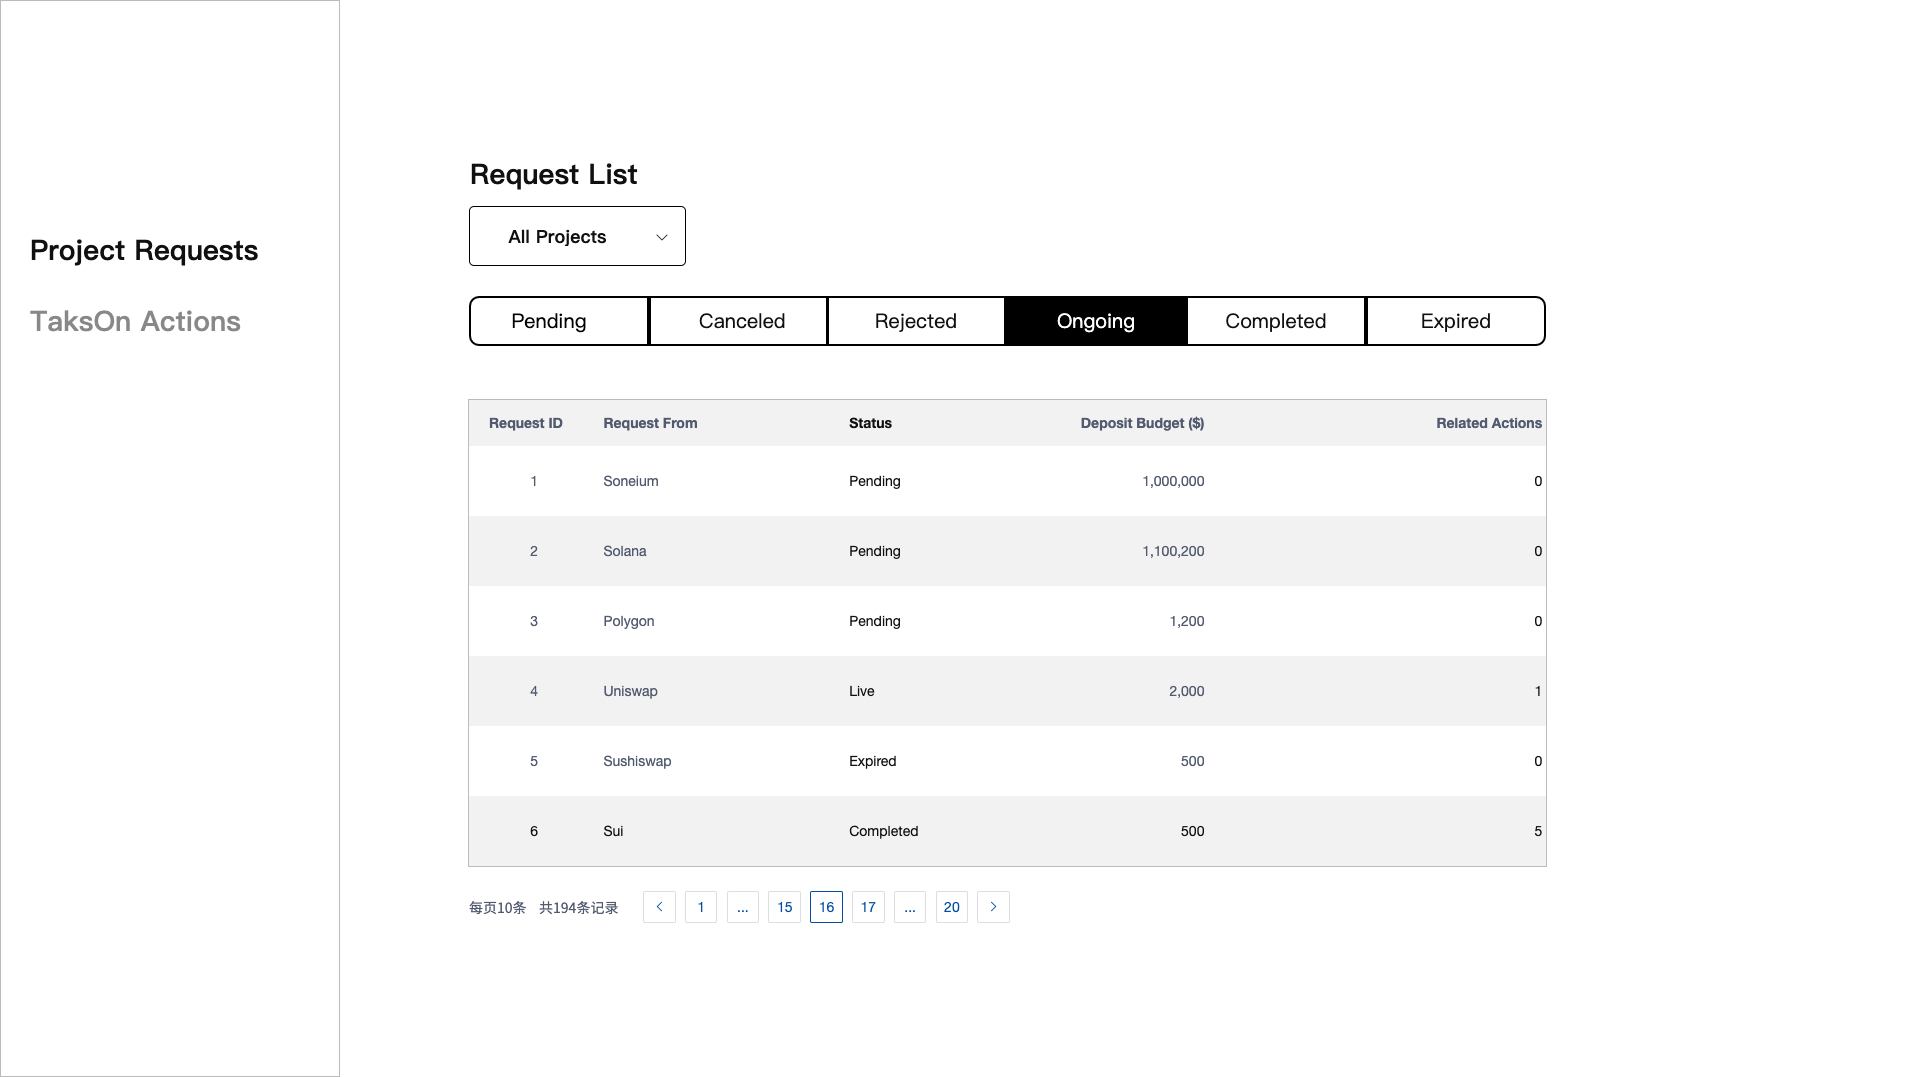 Project Requests
TaksOn Actions
Request List
All Projects
Pending Canceled Rejected Ongoing Completed Expired
Request ID Request From Status Deposit Budget ($) Related Actions
1 Soneium Pending 1,000,000 0
2 Solana Pending 1,100,200 0
3 Polygon Pending 1,200 0
4 Uniswap Live 2,000 1
5 Sushiswap Expired 500 0
6 Sui Completed 500 5
每页10条 共194条记录 1 ... 15 16 17 ... 20